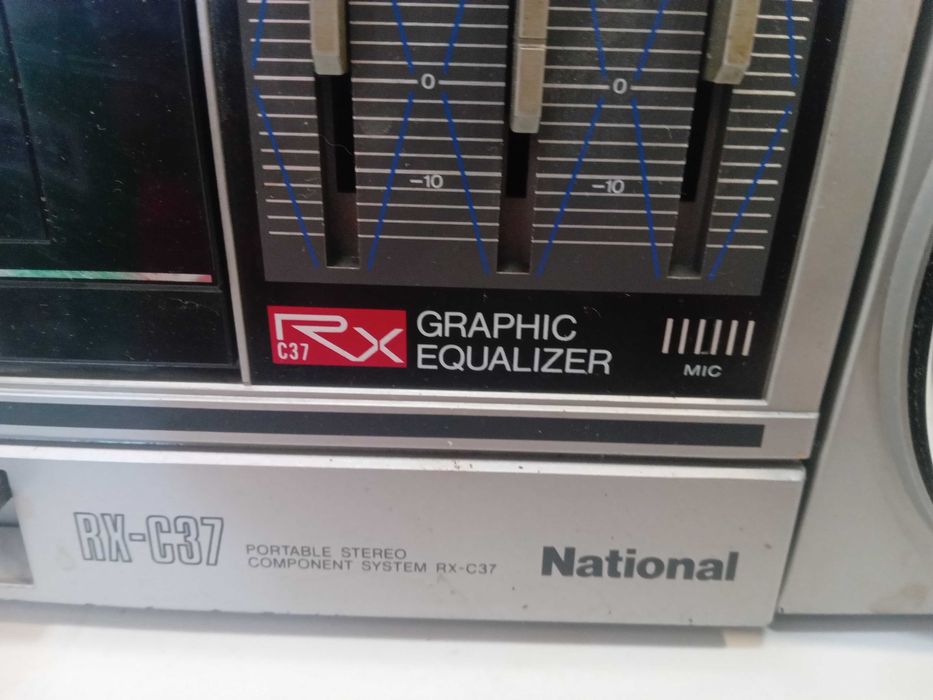 0 0
-10 -10
Rx
C37
GRAPHIC
EQUALIZER
MIC
RX-C37
PORTABLE STEREO
COMPONENT SYSTEM RX-C37
National